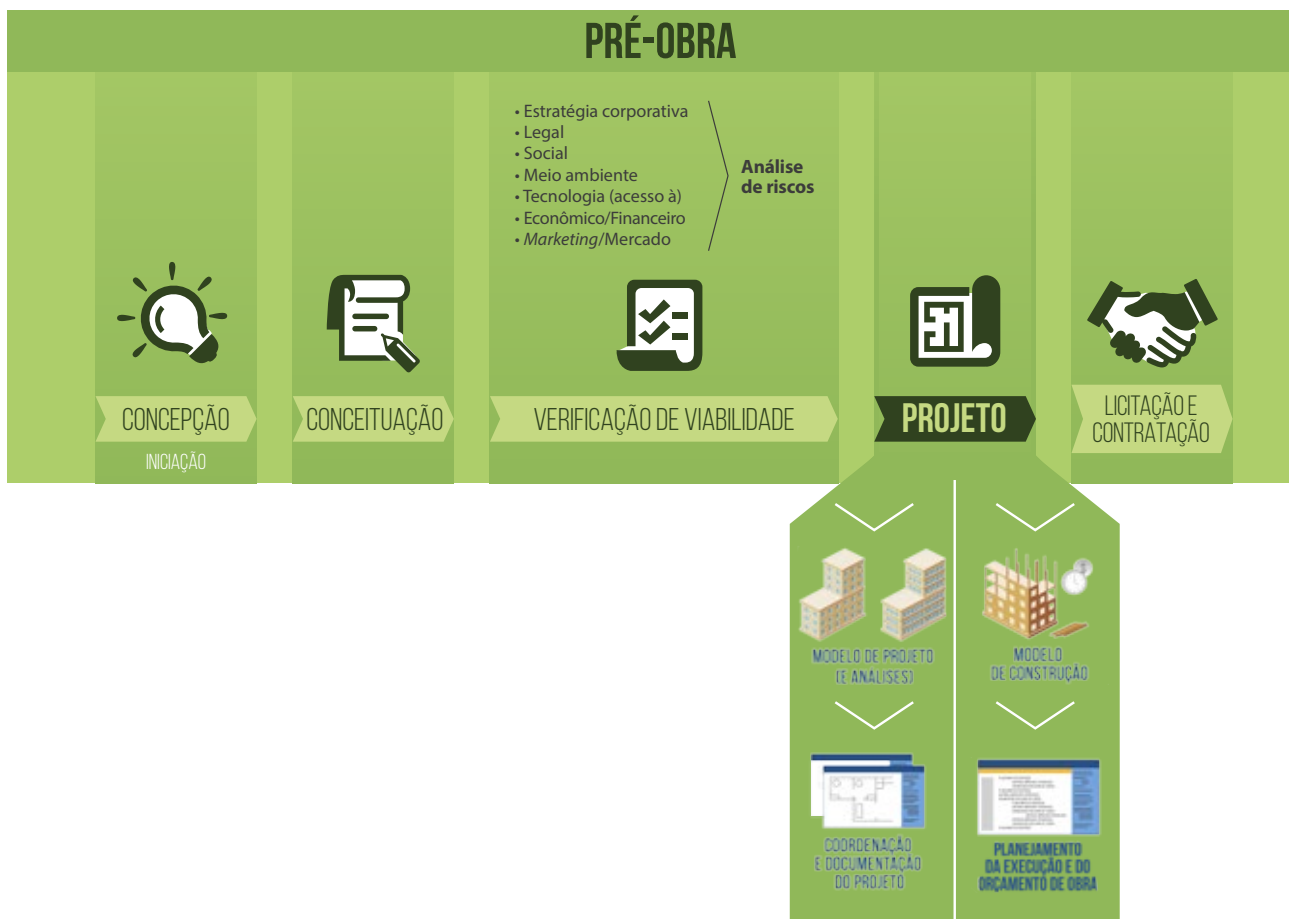 PRÉ-OBRA
• Estratégia corporativa
• Legal
• Social
• Meio ambiente
• Tecnologia (acesso à)
• Econômico/Financeiro
• Marketing/Mercado
Análise
de riscos
CONCEPÇÃO
INICIAÇÃO
CONCEITUAÇÃO
VERIFICAÇÃO DE VIABILIDADE
PROJETO
LICITAÇÃO E
CONTRATAÇÃO
MODELO DE PROJETO
(E ANÁLISES)
MODELO
DE CONSTRUÇÃO
COORDENAÇÃO
E DOCUMENTAÇÃO
DO PROJETO
PLANEJAMENTO
DA EXECUÇÃO E DO
ORÇAMENTO DE OBRA